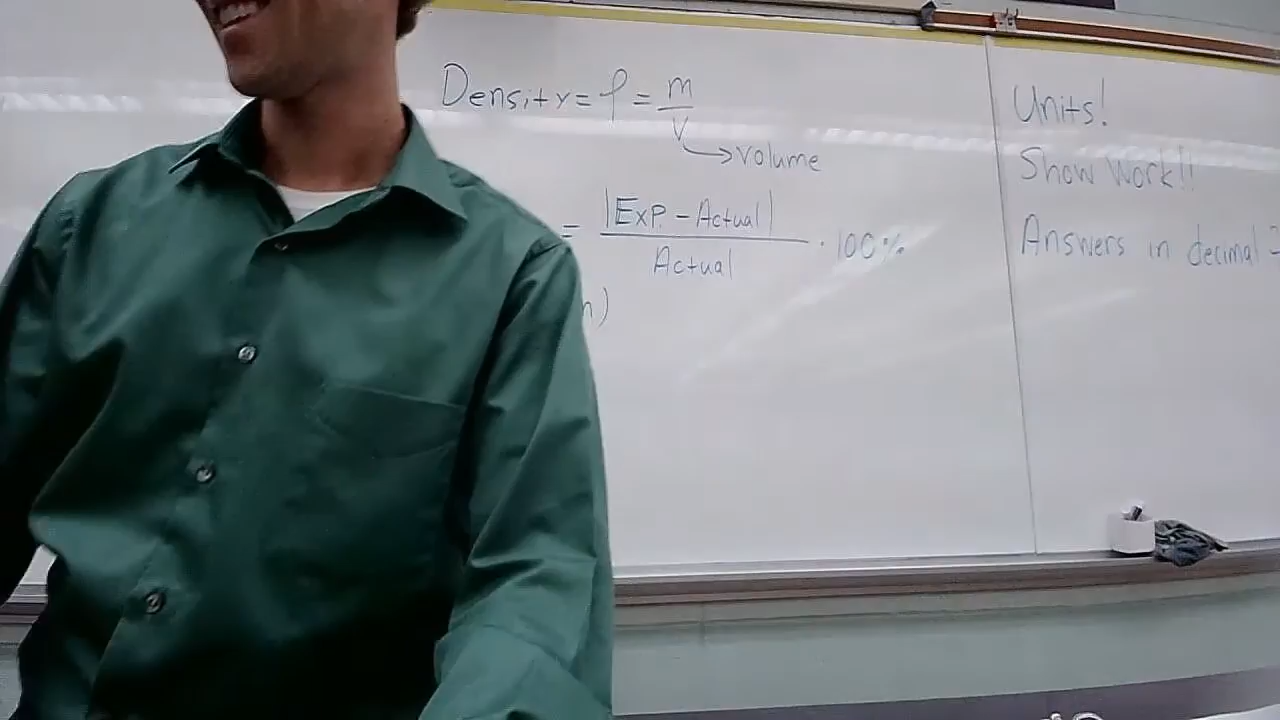 Density = ρ = m/v
→ volume
= |Exp. - Actual| / Actual · 100%
n)
Units!
Show Work!!
Answers in decimal